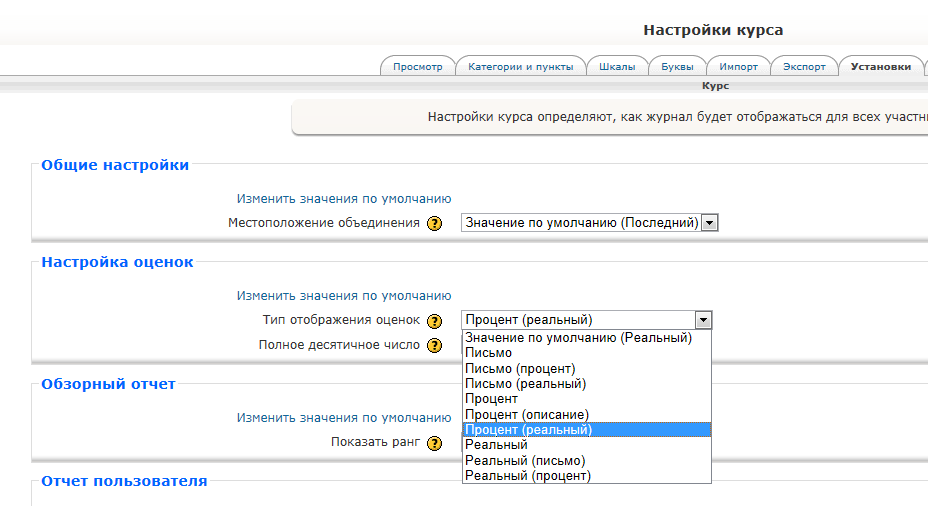 Настройки курса
Просмотр Категории и пункты Шкалы Буквы Импорт Экспорт Установки
Курс
Настройки курса определяют, как журнал будет отображаться для всех
Общие настройки
Изменить значения по умолчанию
Местоположение объединения ? Значение по умолчанию (Последний)
Настройка оценок
Изменить значения по умолчанию
Тип отображения оценок ? Процент (реальный)
Значение по умолчанию (Реальный)
Полное десятичное число ?
Письмо
Письмо (процент)
Письмо (реальный)
Процент
Процент (описание)
Процент (реальный)
Реальный
Реальный (письмо)
Реальный (процент)
Обзорный отчет
Изменить значения по умолчанию
Показать ранг ?
Отчет пользователя